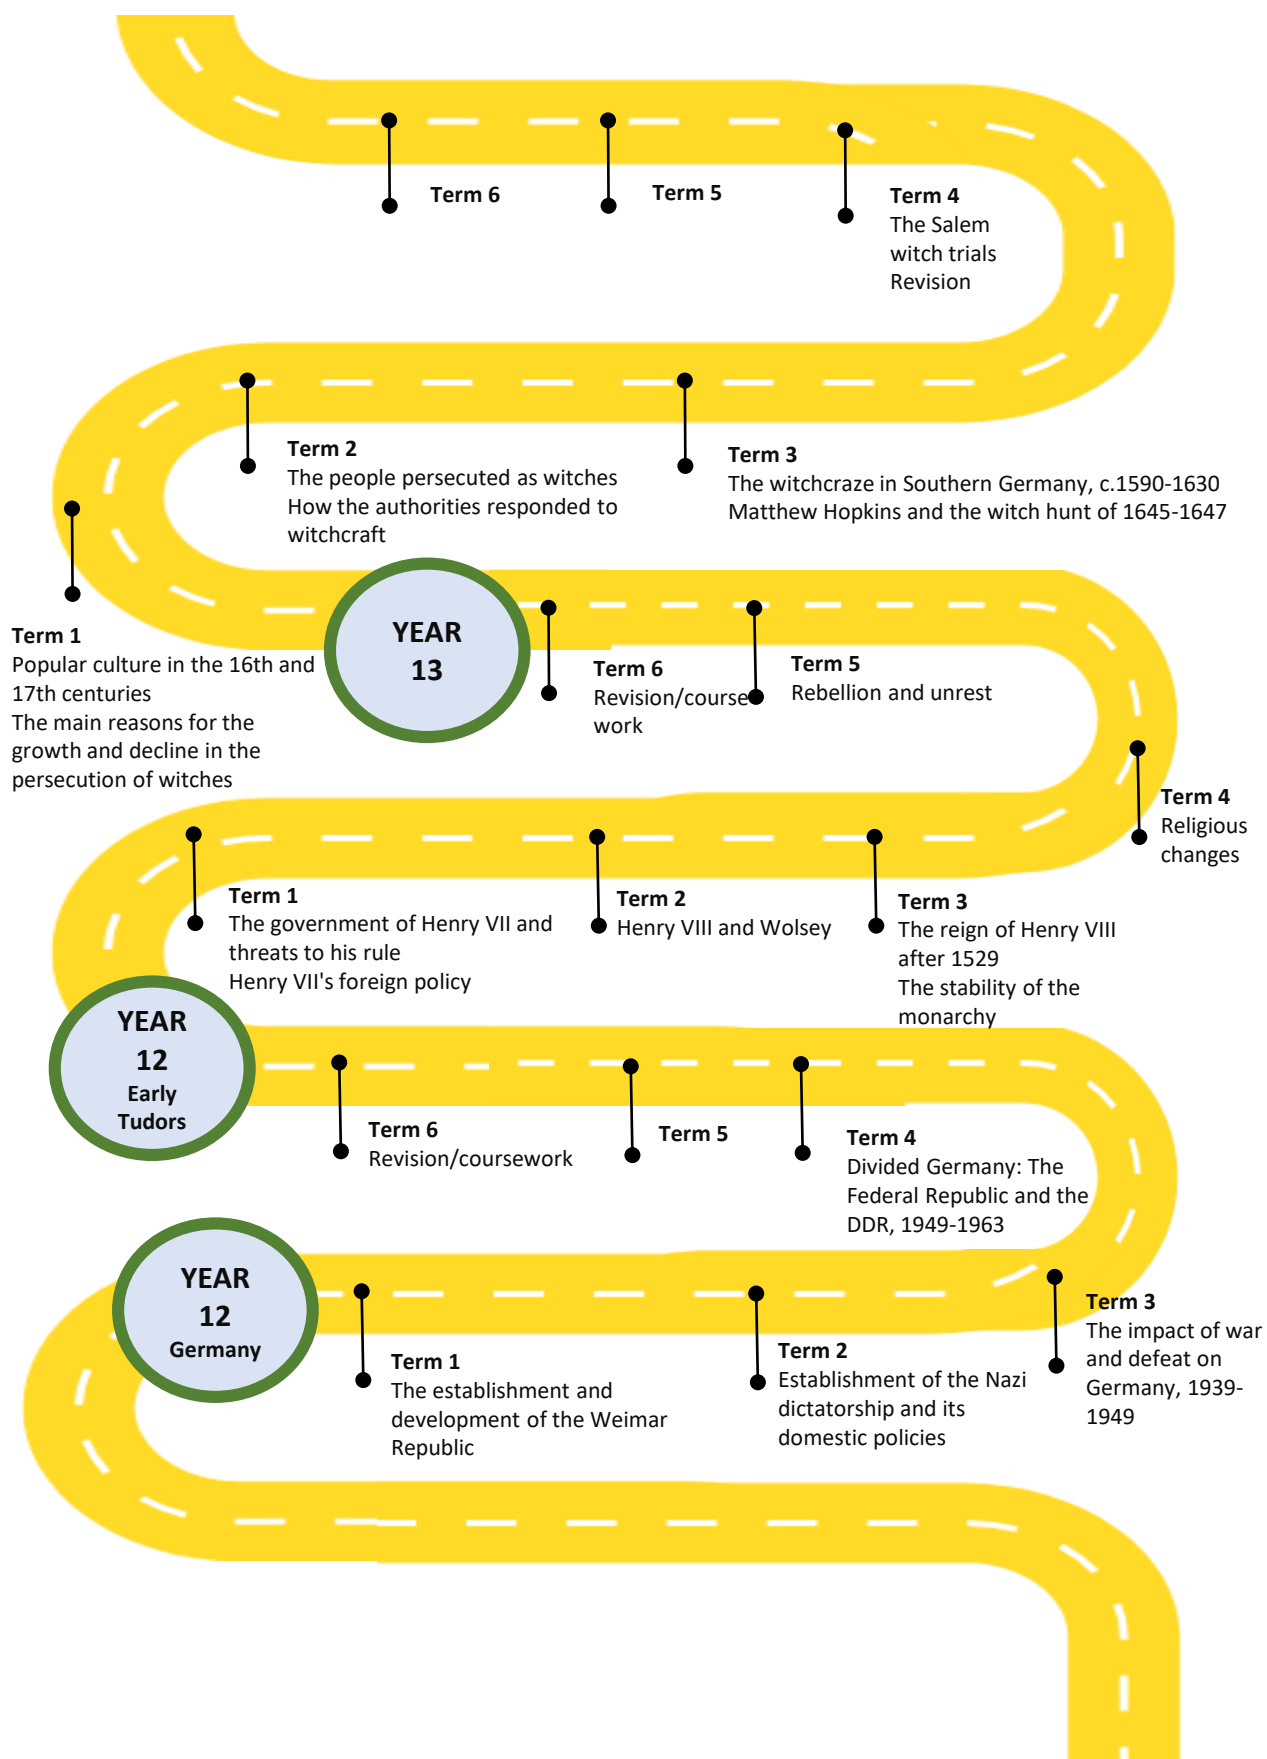 Term 6
Term 5
Term 4
The Salem
witch trials
Revision
Term 2
The people persecuted as witches
How the authorities responded to
witchcraft
Term 3
The witchcraze in Southern Germany, c.1590-1630
Matthew Hopkins and the witch hunt of 1645-1647
Term 1
Popular culture in the 16th and
17th centuries
The main reasons for the
growth and decline in the
persecution of witches
YEAR
13
Term 6
Revision/course
work
Term 5
Rebellion and unrest
Term 4
Religious
changes
Term 1
The government of Henry VII and
threats to his rule
Henry VII's foreign policy
Term 2
Henry VIII and Wolsey
Term 3
The reign of Henry VIII
after 1529
The stability of the
monarchy
YEAR
12
Early
Tudors
Term 6
Revision/coursework
Term 5
Term 4
Divided Germany: The
Federal Republic and the
DDR, 1949-1963
YEAR
12
Germany
Term 1
The establishment and
development of the Weimar
Republic
Term 2
Establishment of the Nazi
dictatorship and its
domestic policies
Term 3
The impact of war
and defeat on
Germany, 1939-
1949